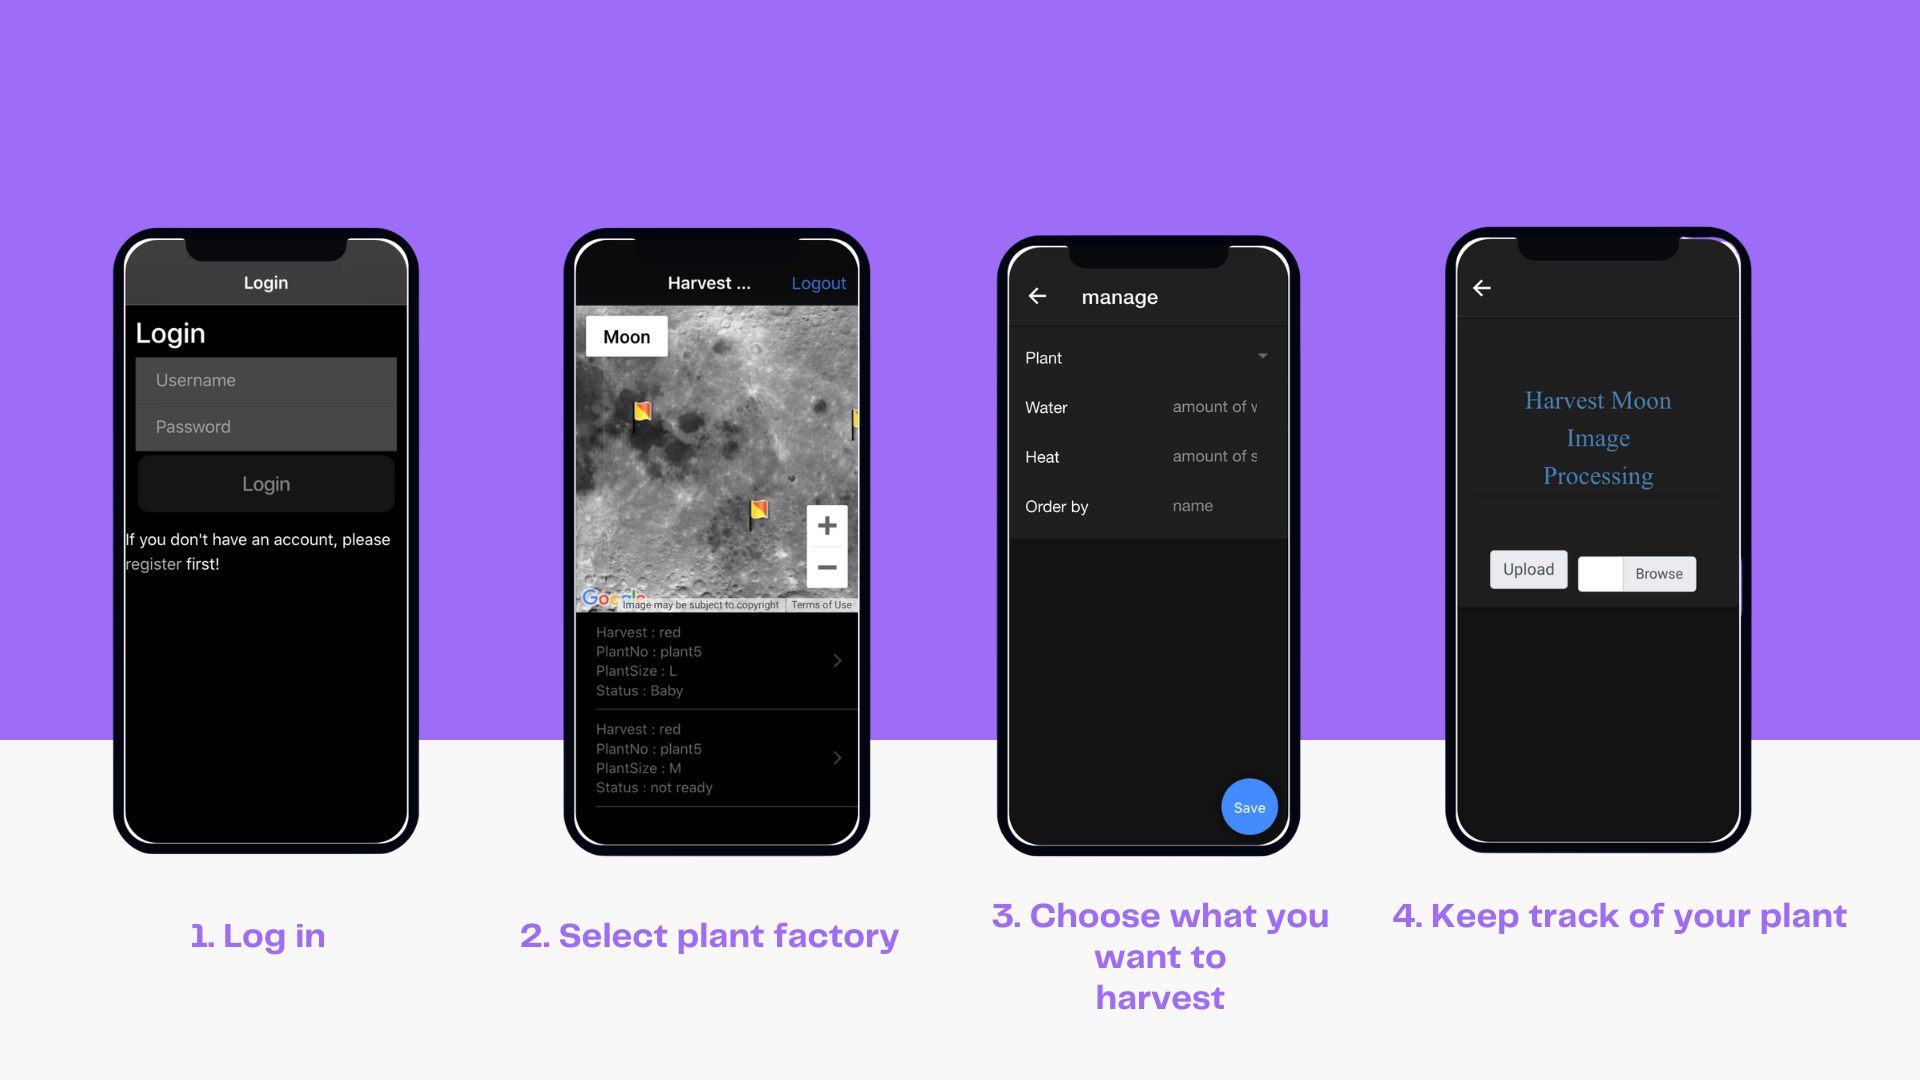 Login
Login
Username
Password
Login
If you don't have an account, please
register first!
1. Log in
Harvest ...
Logout
Moon
+
−
Google
Image may be subject to copyright
Terms of Use
Harvest : red
PlantNo : plant5
PlantSize : L
Status : Baby
Harvest : red
PlantNo : plant5
PlantSize : M
Status : not ready
2. Select plant factory
manage
Plant
Water
amount of
Heat
amount of s
Order by
name
Save
3. Choose what you
want to
harvest
Harvest Moon
Image
Processing
Upload
Browse
4. Keep track of your plant